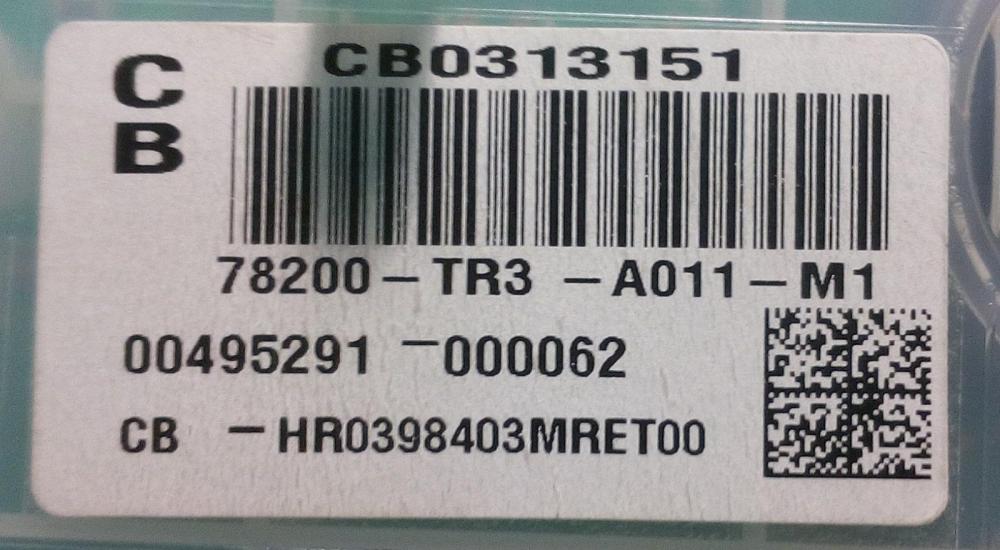 C
B
CB0313151
78200-TR3 -A011-M1
00495291 -000062
CB -HR0398403MRET00